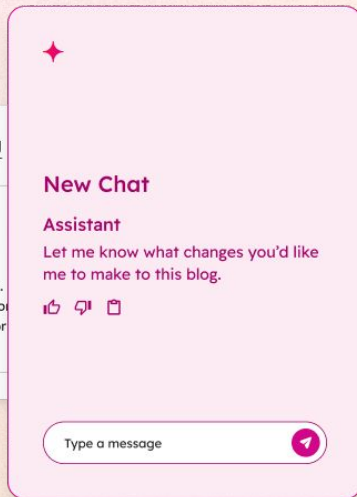 New Chat
Assistant
Let me know what changes you’d like
me to make to this blog.
Type a message